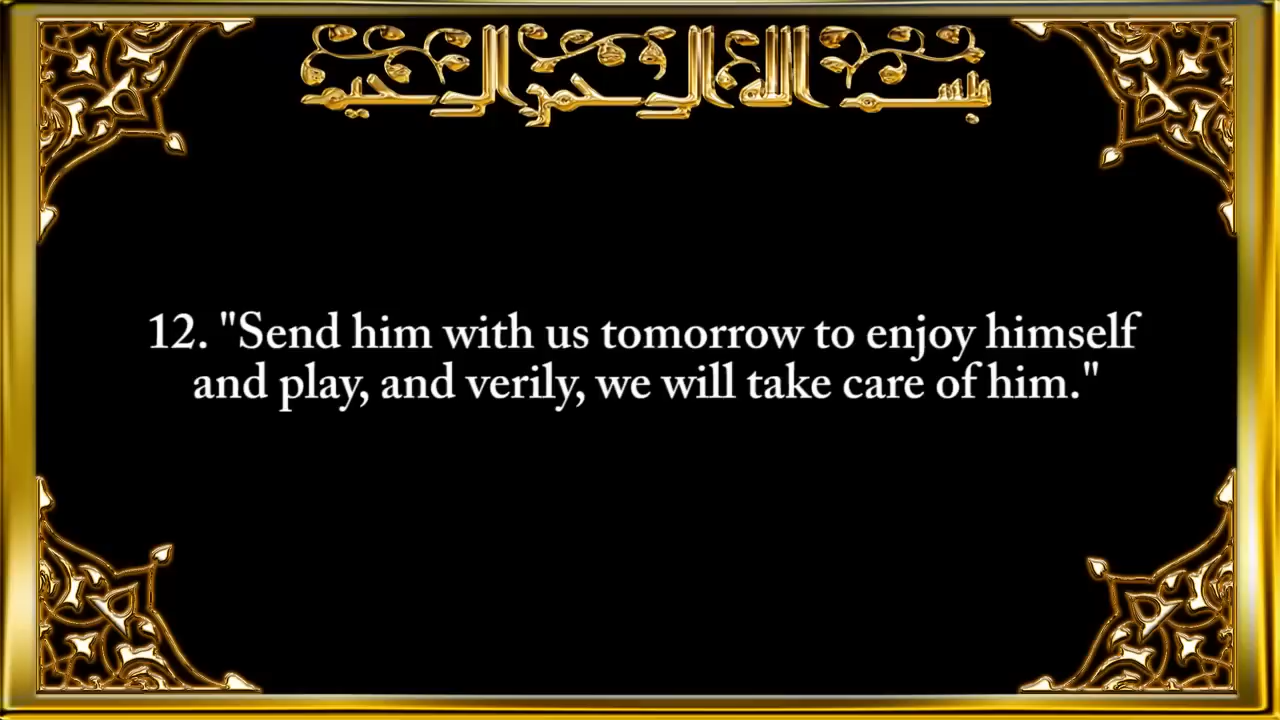 بسم الله الرحمن الرحيم
12. "Send him with us tomorrow to enjoy himself
and play, and verily, we will take care of him."